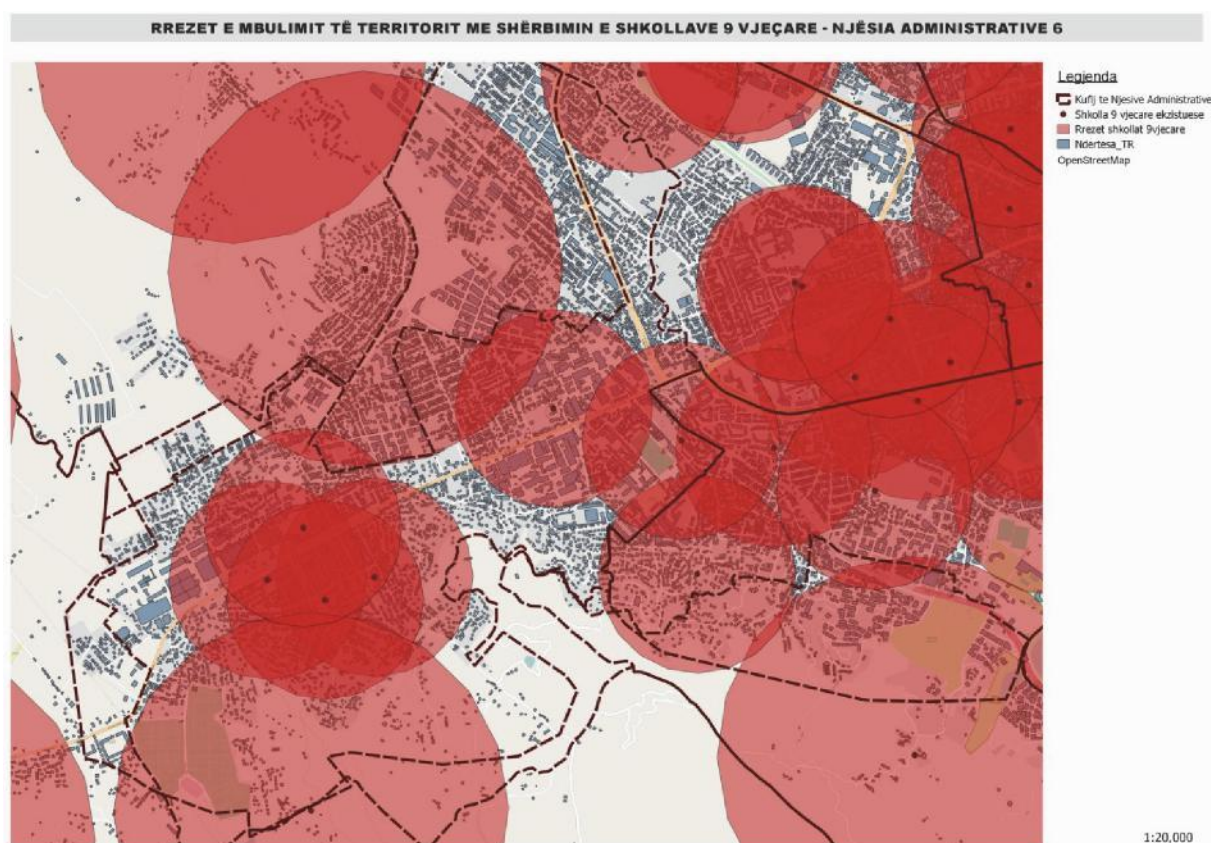 RREZET E MBULIMIT TË TERRITORIT ME SHËRBIMIN E SHKOLLAVE 9 VJEÇARE - NJËSIA ADMINISTRATIVE 6
Legjenda
Kufij te Njesive Administrative
Shkolla 9 vjecare ekzistuese
Rrezet shkollat 9vjecare
Ndertesa_TR
OpenStreetMap
1:20,000